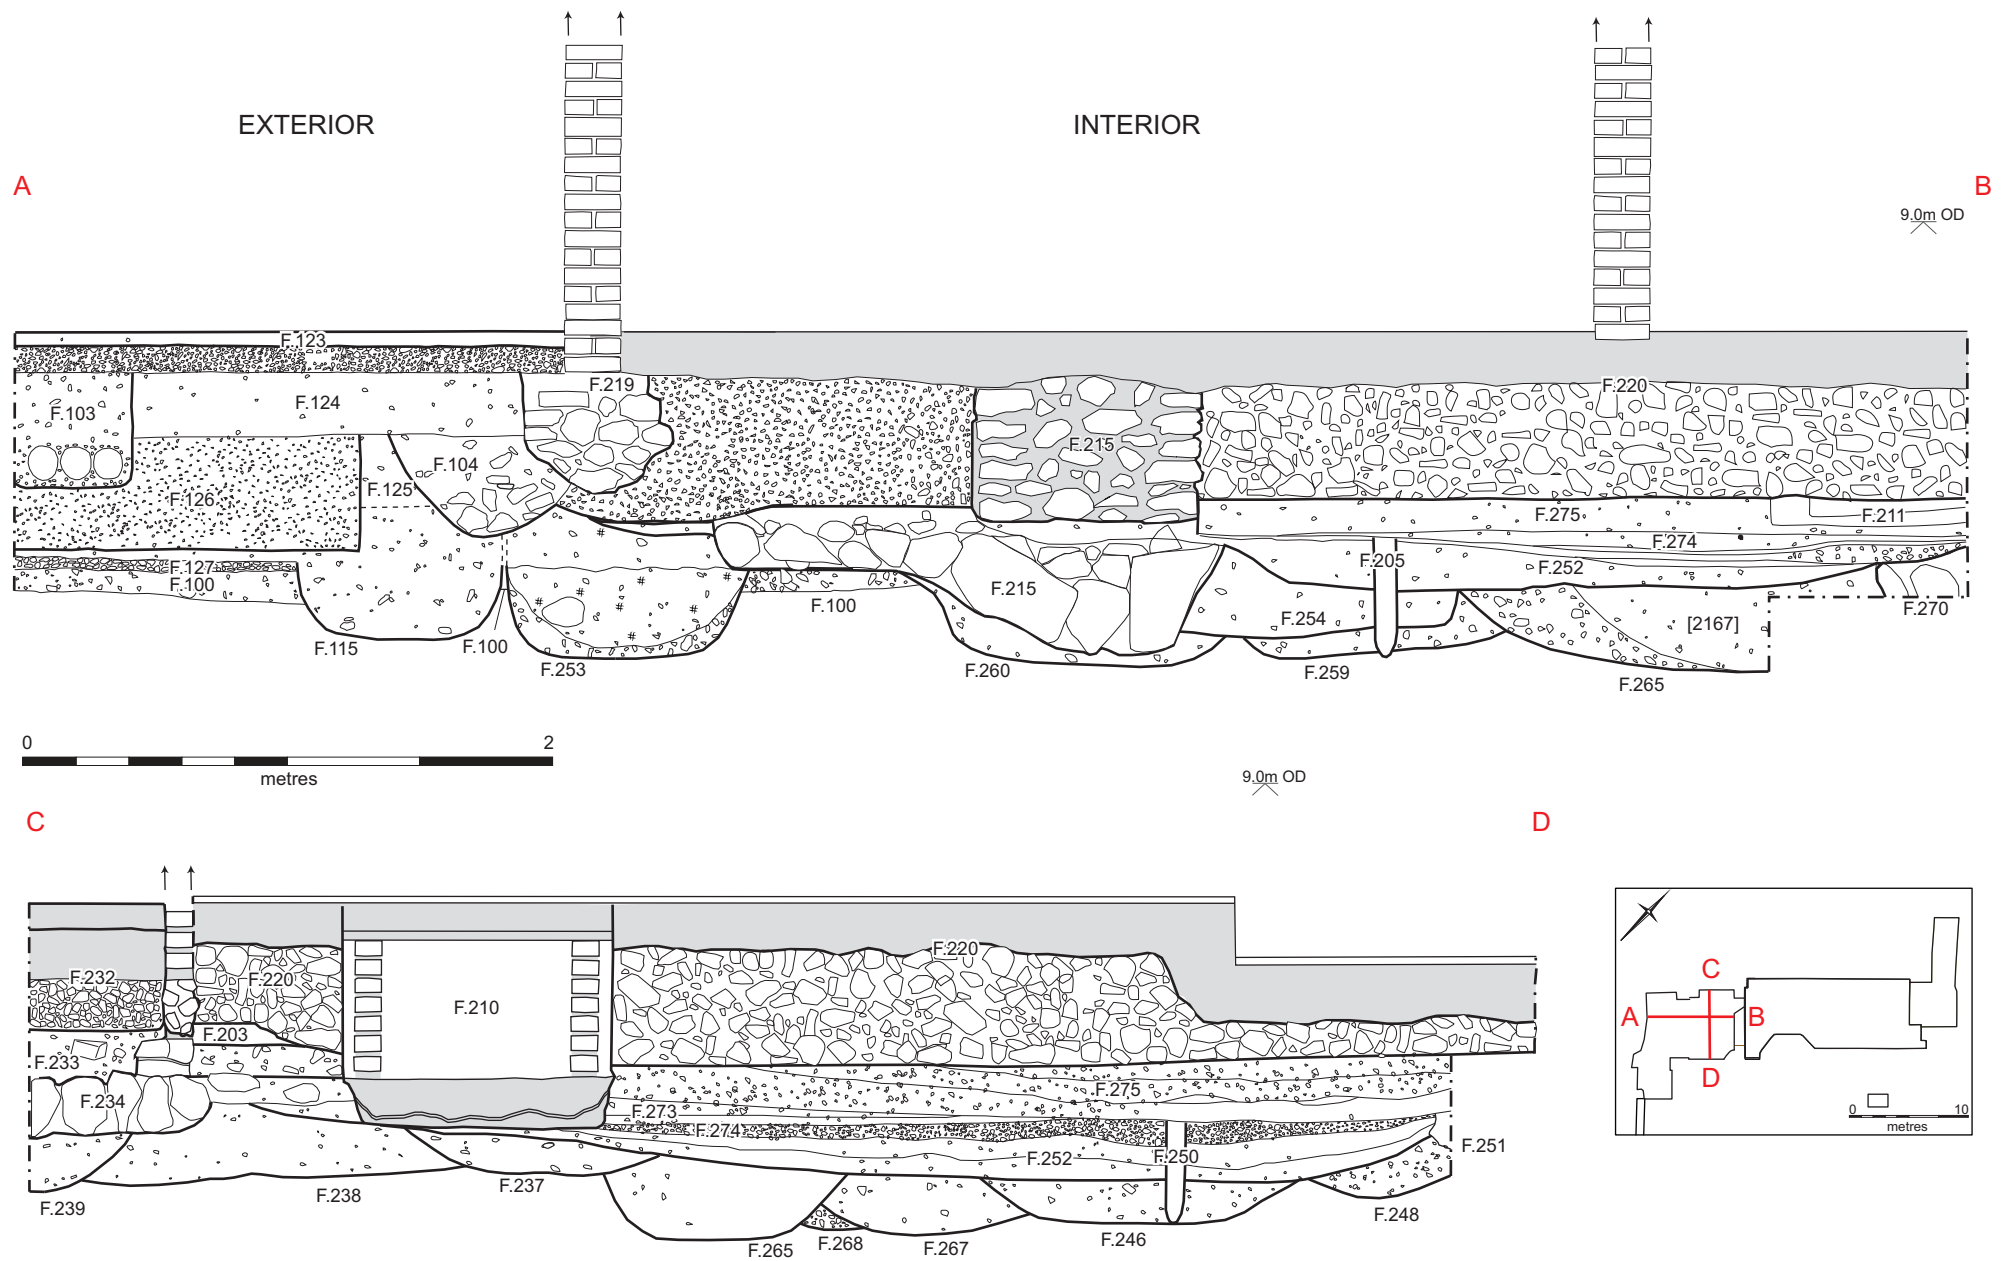 EXTERIOR
INTERIOR
A
B
9.0m OD
F.123
F.103
F.124
F.219
F.220
F.104
F.125
F.126
F.215
F.275
F.211
F.274
F.205
F.252
F.127
F.100
F.215
F.100
F.254
[2167]
F.270
F.115
F.100
F.253
F.260
F.259
F.265
0 2
metres
9.0m OD
C
D
F.232
F.220
F.210
F.220
F.203
F.233
F.234
F.275
F.273
F.274
F.252
F.250
F.251
F.239
F.238
F.237
F.265
F.268
F.267
F.246
F.248
C
A
B
D
0 10
metres